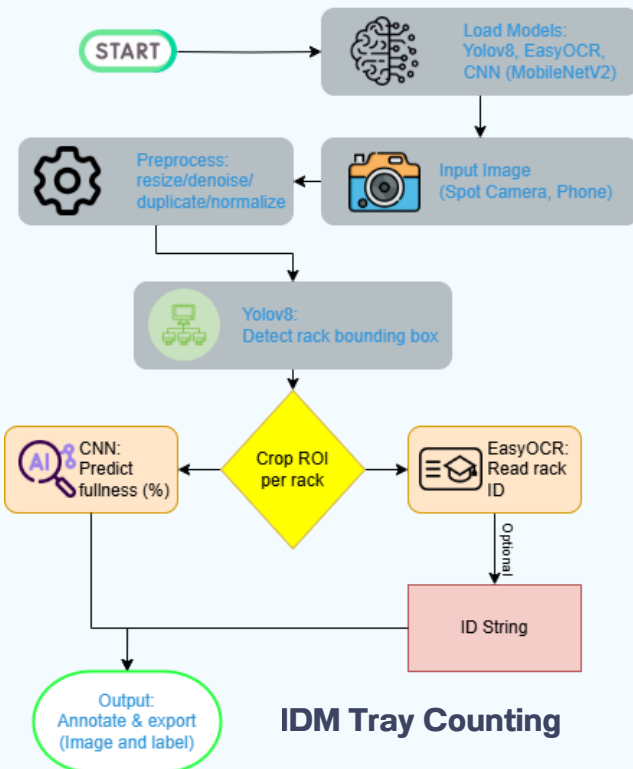 START
Load Models:
Yolov8, EasyOCR,
CNN (MobileNetV2)
Preprocess:
resize/denoise/
duplicate/normalize
Input Image
(Spot Camera, Phone)
Yolov8:
Detect rack bounding box
CNN:
Predict
fullness (%)
AI
Crop ROI
per rack
EasyOCR:
Read rack
ID
Optional
ID String
Output:
Annotate & export
(Image and label)
IDM Tray Counting